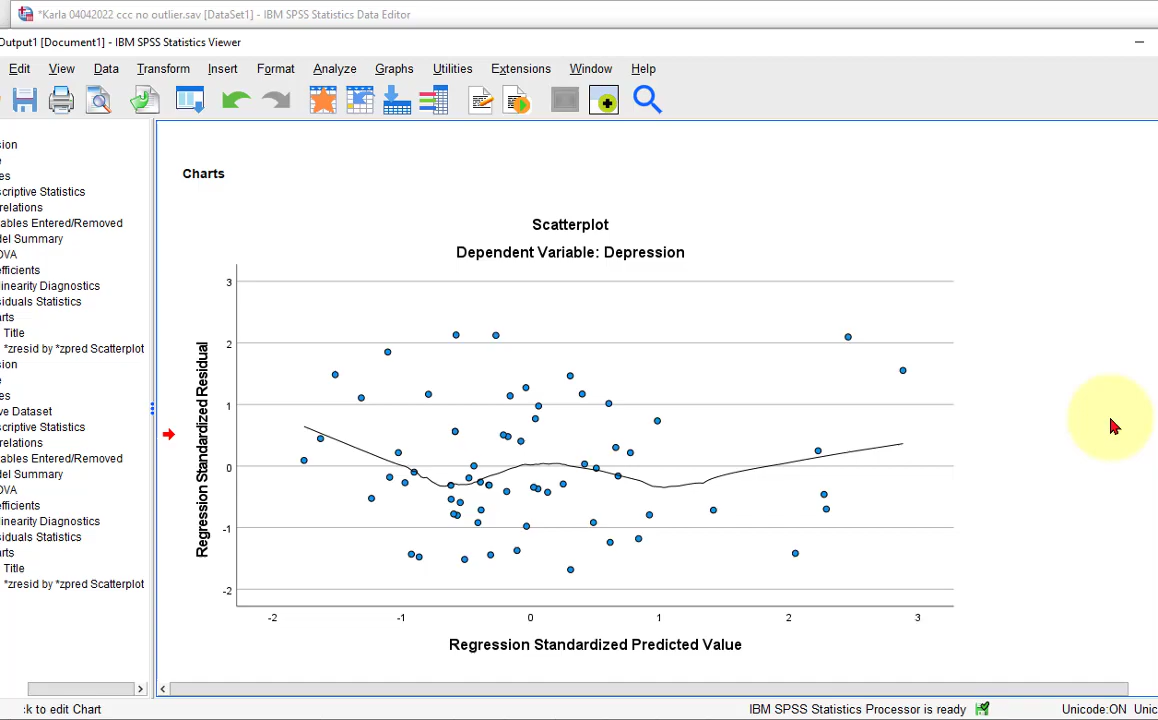 *Karla 04042022 ccc no outlier.sav [DataSet1] - IBM SPSS Statistics Data Editor
Output1 [Document1] - IBM SPSS Statistics Viewer
Edit View Data Transform Insert Format Analyze Graphs Utilities Extensions Window Help
sion
e
es
scriptive Statistics
relations
ables Entered/Removed
del Summary
OVA
efficients
linearity Diagnostics
siduals Statistics
arts
Title
*zresid by *zpred Scatterplot
sion
e
es
ve Dataset
scriptive Statistics
relations
ables Entered/Removed
del Summary
OVA
efficients
linearity Diagnostics
siduals Statistics
arts
Title
*zresid by *zpred Scatterplot
Charts
Scatterplot
Dependent Variable: Depression
Regression Standardized Residual
3
2
1
0
-1
-2
-2 -1 0 1 2 3
Regression Standardized Predicted Value
:k to edit Chart
IBM SPSS Statistics Processor is ready
Unicode:ON Unic